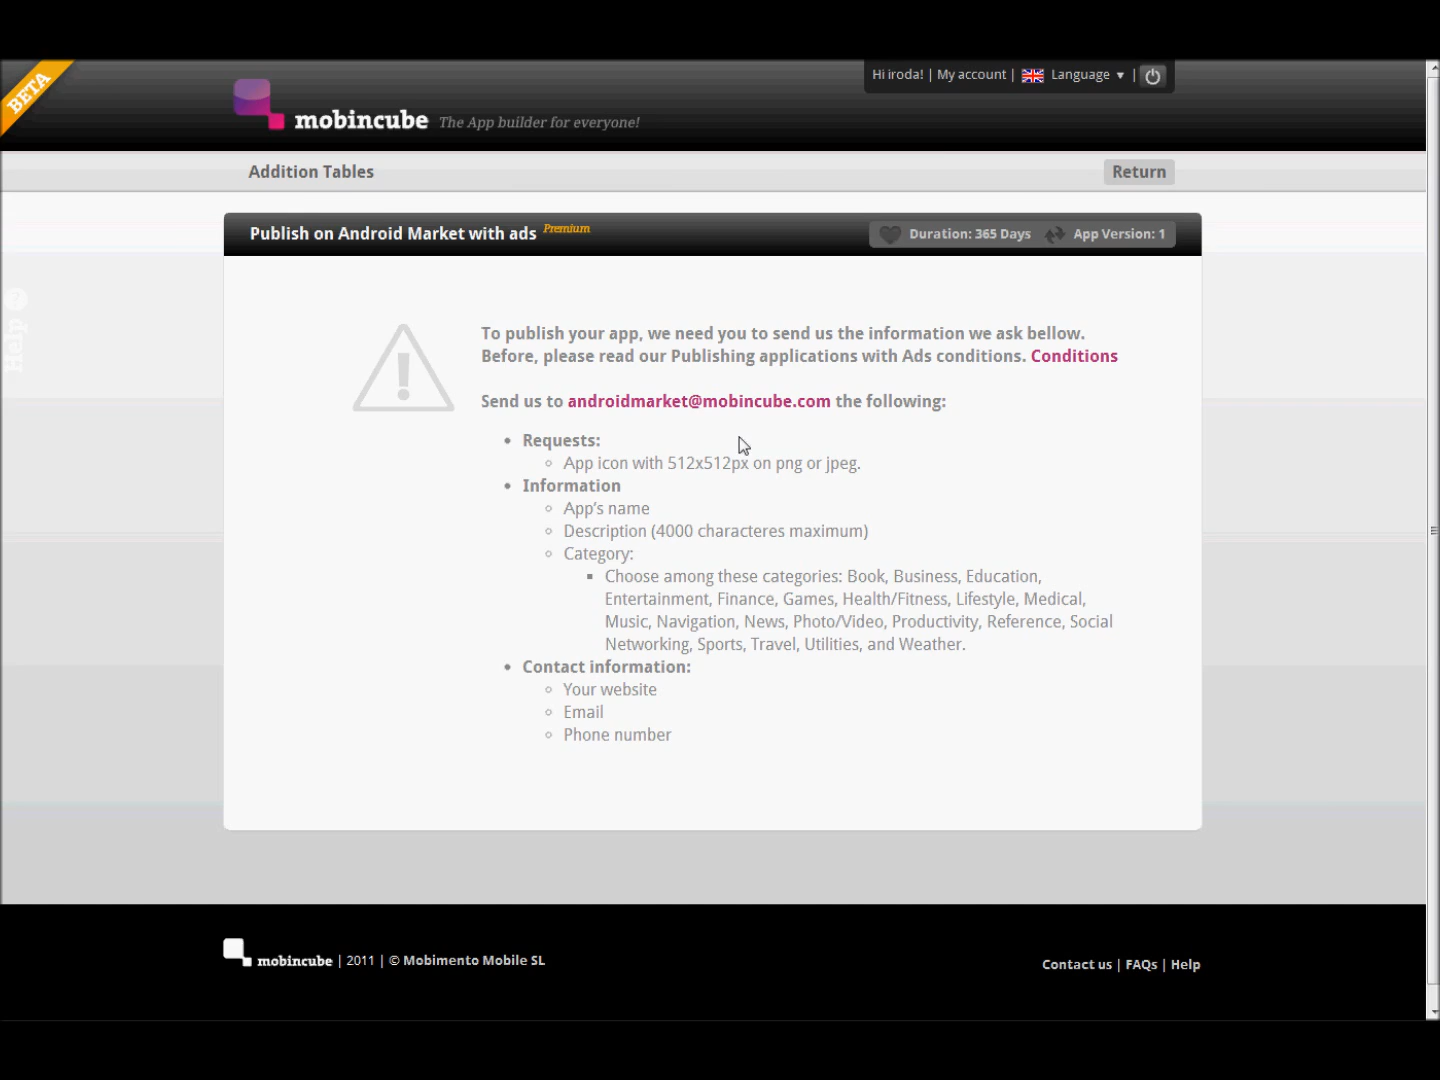 BETA
Hi iroda! | My account | Language ▼ |
mobincube The App builder for everyone!
Addition Tables
Return
Publish on Android Market with ads Premium
Duration: 365 Days
App Version: 1
Help ?
To publish your app, we need you to send us the information we ask bellow.
Before, please read our Publishing applications with Ads conditions. Conditions
Send us to androidmarket@mobincube.com the following:
• Requests:
◦ App icon with 512x512px on png or jpeg.
• Information
◦ App's name
◦ Description (4000 characteres maximum)
◦ Category:
▪ Choose among these categories: Book, Business, Education,
Entertainment, Finance, Games, Health/Fitness, Lifestyle, Medical,
Music, Navigation, News, Photo/Video, Productivity, Reference, Social
Networking, Sports, Travel, Utilities, and Weather.
• Contact information:
◦ Your website
◦ Email
◦ Phone number
mobincube | 2011 | © Mobimento Mobile SL
Contact us | FAQs | Help